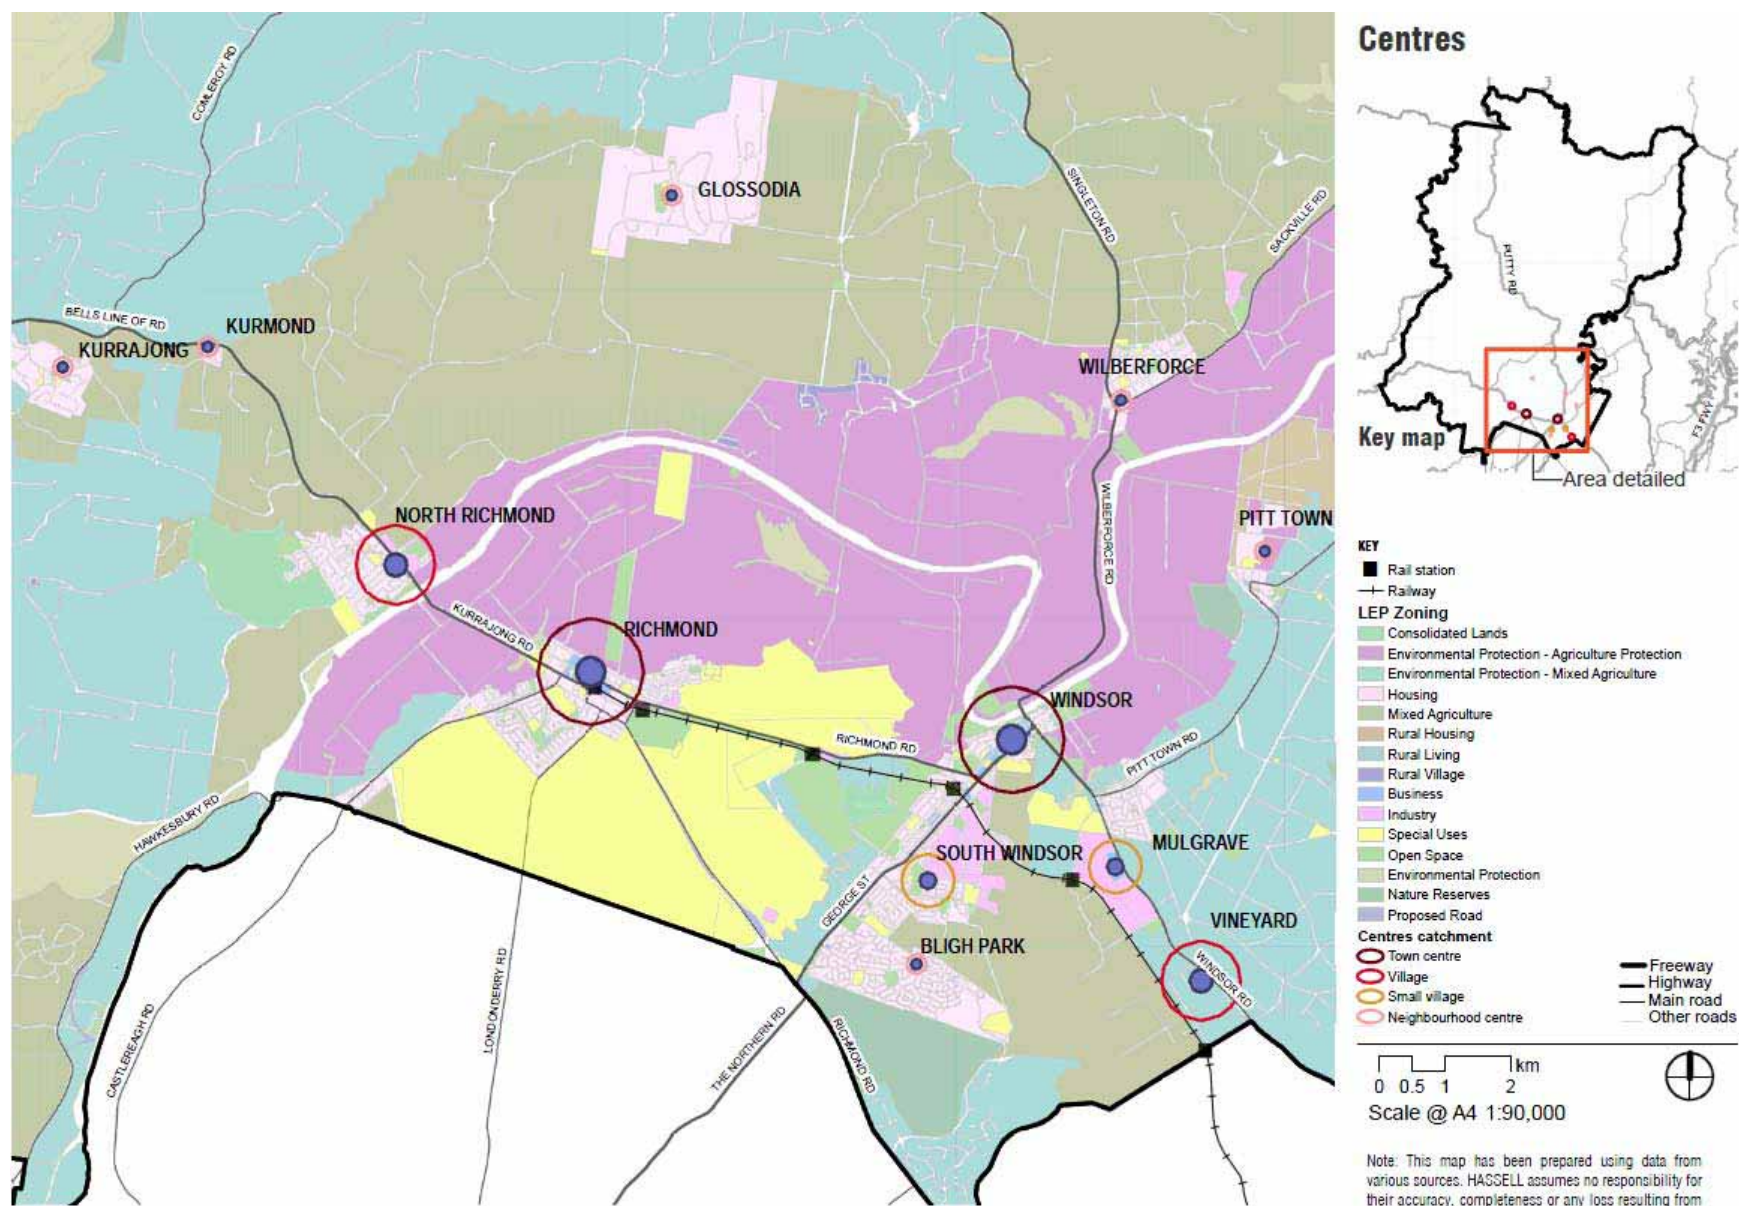 Centres
COMLEROY RD
GLOSSODIA
SINGLETON RD
SACKVILLE RD
BELLS LINE OF RD
KURMOND
KURRAJONG
WILBERFORCE
WILBERFORCE RD
NORTH RICHMOND
PITT TOWN
KURRAJONG RD
RICHMOND
WINDSOR
RICHMOND RD
PITT TOWN RD
HAWKESBURY RD
MULGRAVE
SOUTH WINDSOR
GEORGE ST
VINEYARD
BLIGH PARK
WINDSOR RD
LONDONDERRY RD
CASTLEREAGH RD
THE NORTHERN RD
RICHMOND RD
PUTTY RD
F3 FWY
Key map
Area detailed
KEY
Rail station
Railway
LEP Zoning
Consolidated Lands
Environmental Protection - Agriculture Protection
Environmental Protection - Mixed Agriculture
Housing
Mixed Agriculture
Rural Housing
Rural Living
Rural Village
Business
Industry
Special Uses
Open Space
Environmental Protection
Nature Reserves
Proposed Road
Centres catchment
Town centre
Village
Small village
Neighbourhood centre
Freeway
Highway
Main road
Other roads
km
0 0.5 1 2
Scale @ A4 1:90,000
Note: This map has been prepared using data from
various sources. HASSELL assumes no responsibility for
their accuracy, completeness or any loss resulting from